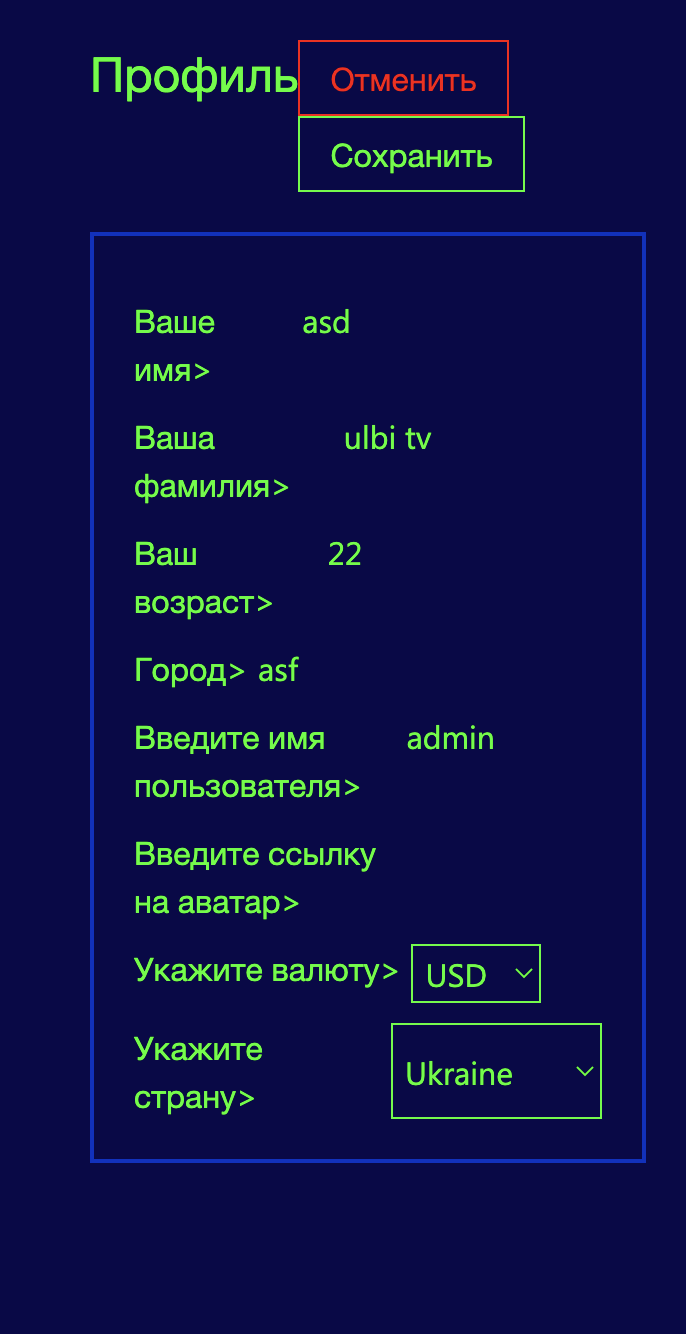 Профиль Отменить
Сохранить
Ваше asd
имя>
Ваша ulbi tv
фамилия>
Ваш 22
возраст>
Город> asf
Введите имя admin
пользователя>
Введите ссылку
на аватар>
Укажите валюту> USD
Укажите
страну> Ukraine